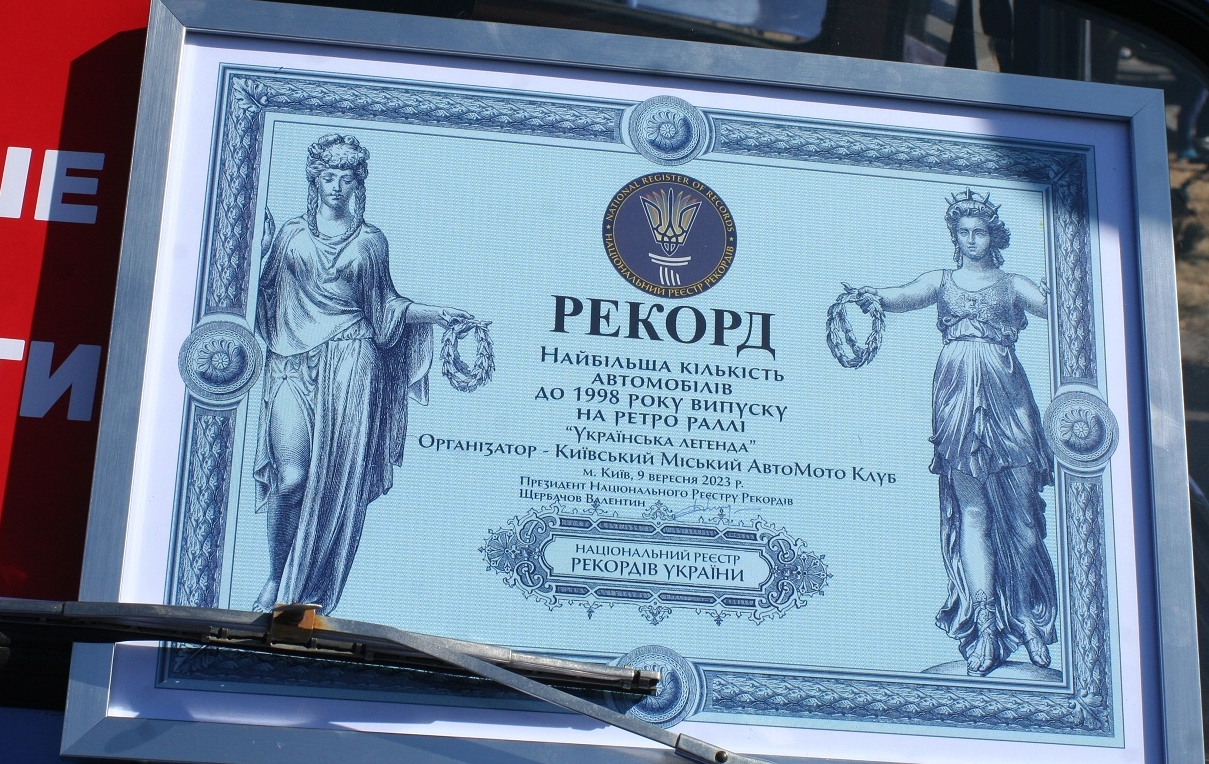 NATIONAL REGISTER OF RECORDS
НАЦІОНАЛЬНИЙ РЕЄСТР РЕКОРДІВ
РЕКОРД
Найбільша кількість
автомобілів
до 1998 року випуску
на ретро раллі
“Українська легенда”
Організатор - Київський Міський АвтоМото Клуб
м. Київ, 9 вересня 2023 р.
Президент Національного Реєстру Рекордів
Щербачов Валентин
НАЦІОНАЛЬНИЙ РЕЄСТР
РЕКОРДІВ УКРАЇНИ